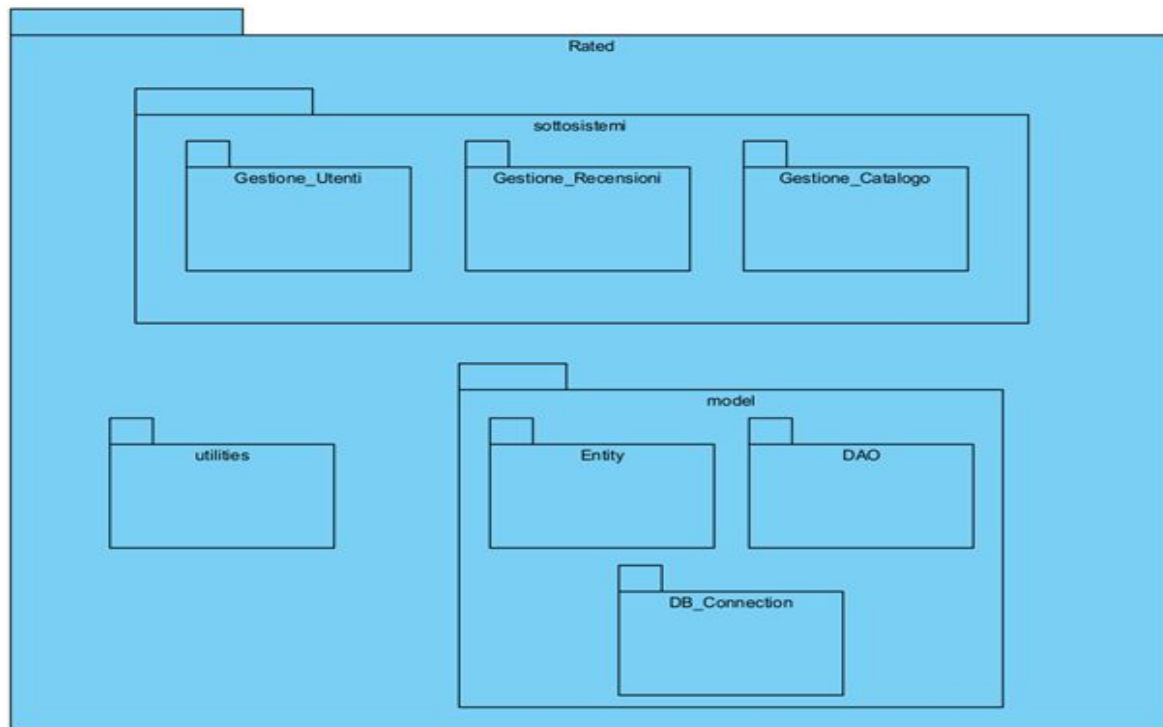 Rated
sottosistemi
Gestione_Utenti
Gestione_Recensioni
Gestione_Catalogo
model
utilities
Entity
DAO
DB_Connection